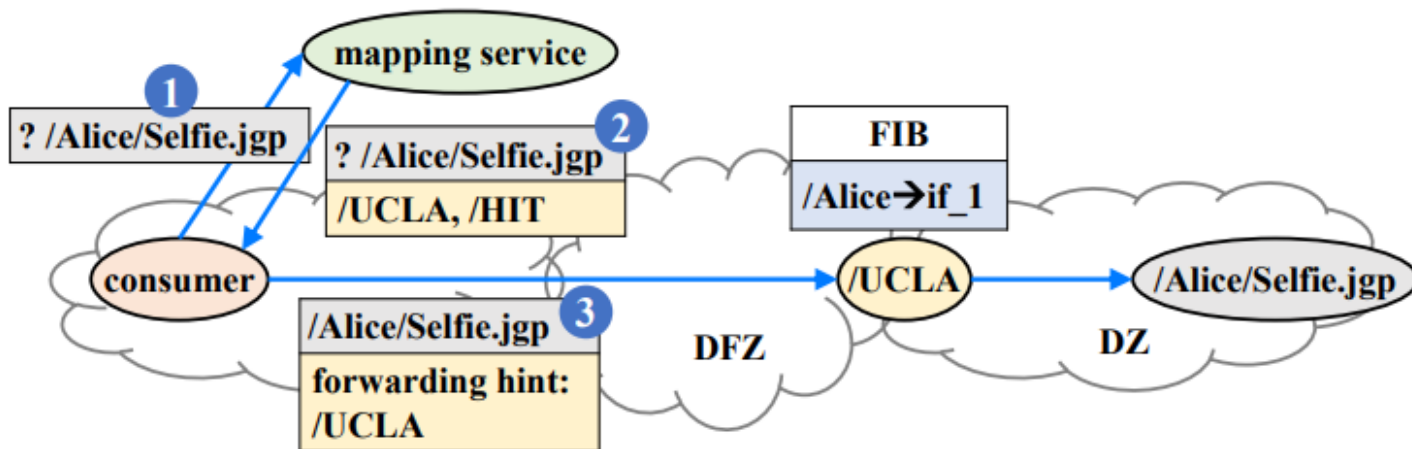 mapping service
1
? /Alice/Selfie.jgp
2
? /Alice/Selfie.jgp
/UCLA, /HIT
FIB
/Alice→if_1
consumer
/UCLA
/Alice/Selfie.jgp
3
/Alice/Selfie.jgp
forwarding hint:
/UCLA
DFZ
DZ